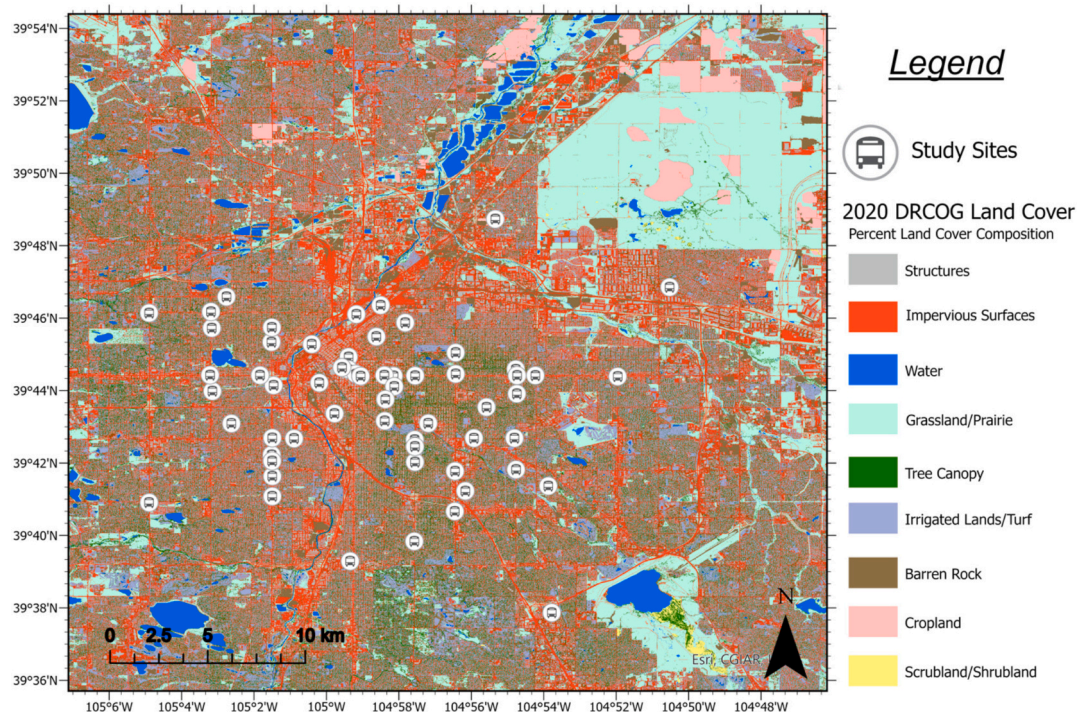 39°54'N
39°52'N
39°50'N
39°48'N
39°46'N
39°44'N
39°42'N
39°40'N
39°38'N
39°36'N
0 2.5 5 10 km
N
Esri, CGIAR
105°6'W 105°4'W 105°2'W 105°W 104°58'W 104°56'W 104°54'W 104°52'W 104°50'W 104°48'W
Legend
Study Sites
2020 DRCOG Land Cover
Percent Land Cover Composition
Structures
Impervious Surfaces
Water
Grassland/Prairie
Tree Canopy
Irrigated Lands/Turf
Barren Rock
Cropland
Scrubland/Shrubland